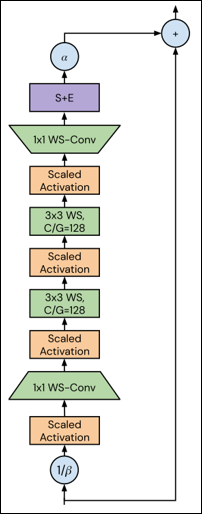 α
+
S+E
1x1 WS-Conv
Scaled
Activation
3x3 WS,
C/G=128
Scaled
Activation
3x3 WS,
C/G=128
Scaled
Activation
1x1 WS-Conv
Scaled
Activation
1/β